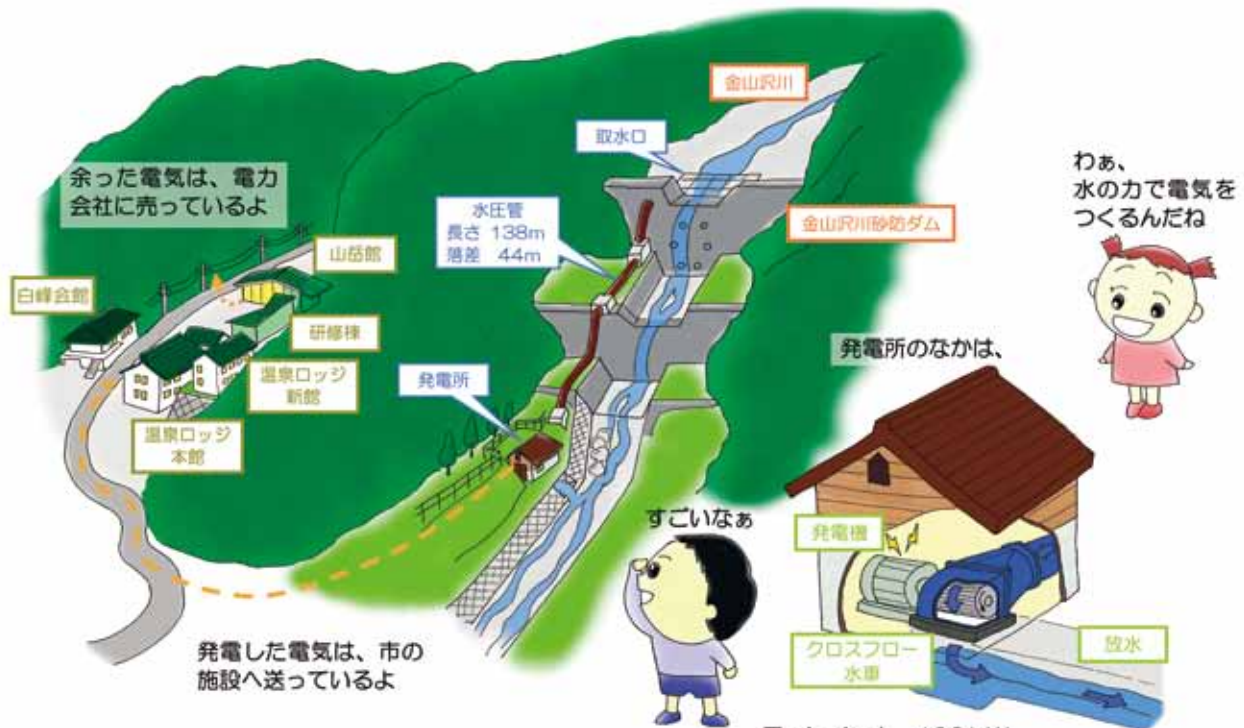 金山沢川
取水口
余った電気は、電力
会社に売っているよ
水圧管
長さ 138m
落差 44m
金山沢川砂防ダム
わぁ、
水の力で電気を
つくるんだね
山岳館
白峰会館
研修棟
温泉ロッジ
新館
温泉ロッジ
本館
発電所
発電所のなかは、
すごいなぁ
発電機
クロスフロー
水車
放水
発電した電気は、市の
施設へ送っているよ